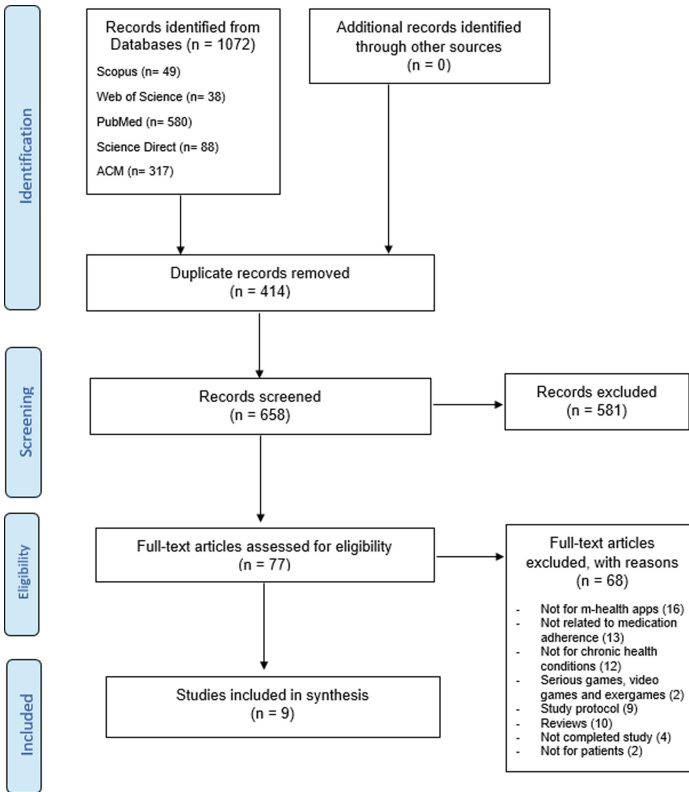 Records identified from
Databases (n = 1072)
Scopus (n= 49)
Web of Science (n= 38)
PubMed (n= 580)
Science Direct (n= 88)
ACM (n= 317)
Additional records identified
through other sources
(n = 0)
Identification
Duplicate records removed
(n = 414)
Screening
Records screened
(n = 658)
Records excluded
(n = 581)
Eligibility
Full-text articles assessed for eligibility
(n = 77)
Full-text articles
excluded, with reasons
(n = 68)
- Not for m-health apps (16)
- Not related to medication
adherence (13)
- Not for chronic health
conditions (12)
- Serious games, video
games and exergames (2)
- Study protocol (9)
- Reviews (10)
- Not completed study (4)
- Not for patients (2)
Included
Studies included in synthesis
(n = 9)